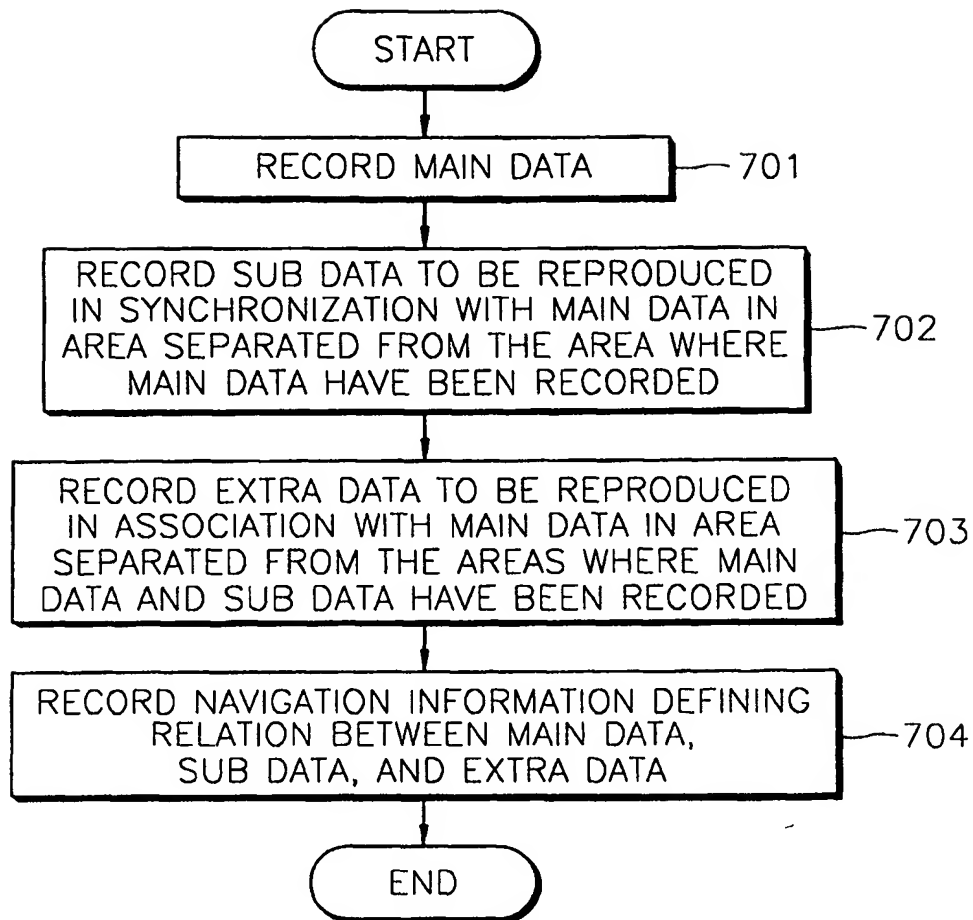 START
RECORD MAIN DATA
701
RECORD SUB DATA TO BE REPRODUCED
IN SYNCHRONIZATION WITH MAIN DATA IN
AREA SEPARATED FROM THE AREA WHERE
MAIN DATA HAVE BEEN RECORDED
702
RECORD EXTRA DATA TO BE REPRODUCED
IN ASSOCIATION WITH MAIN DATA IN AREA
SEPARATED FROM THE AREAS WHERE MAIN
DATA AND SUB DATA HAVE BEEN RECORDED
703
RECORD NAVIGATION INFORMATION DEFINING
RELATION BETWEEN MAIN DATA,
SUB DATA, AND EXTRA DATA
704
END